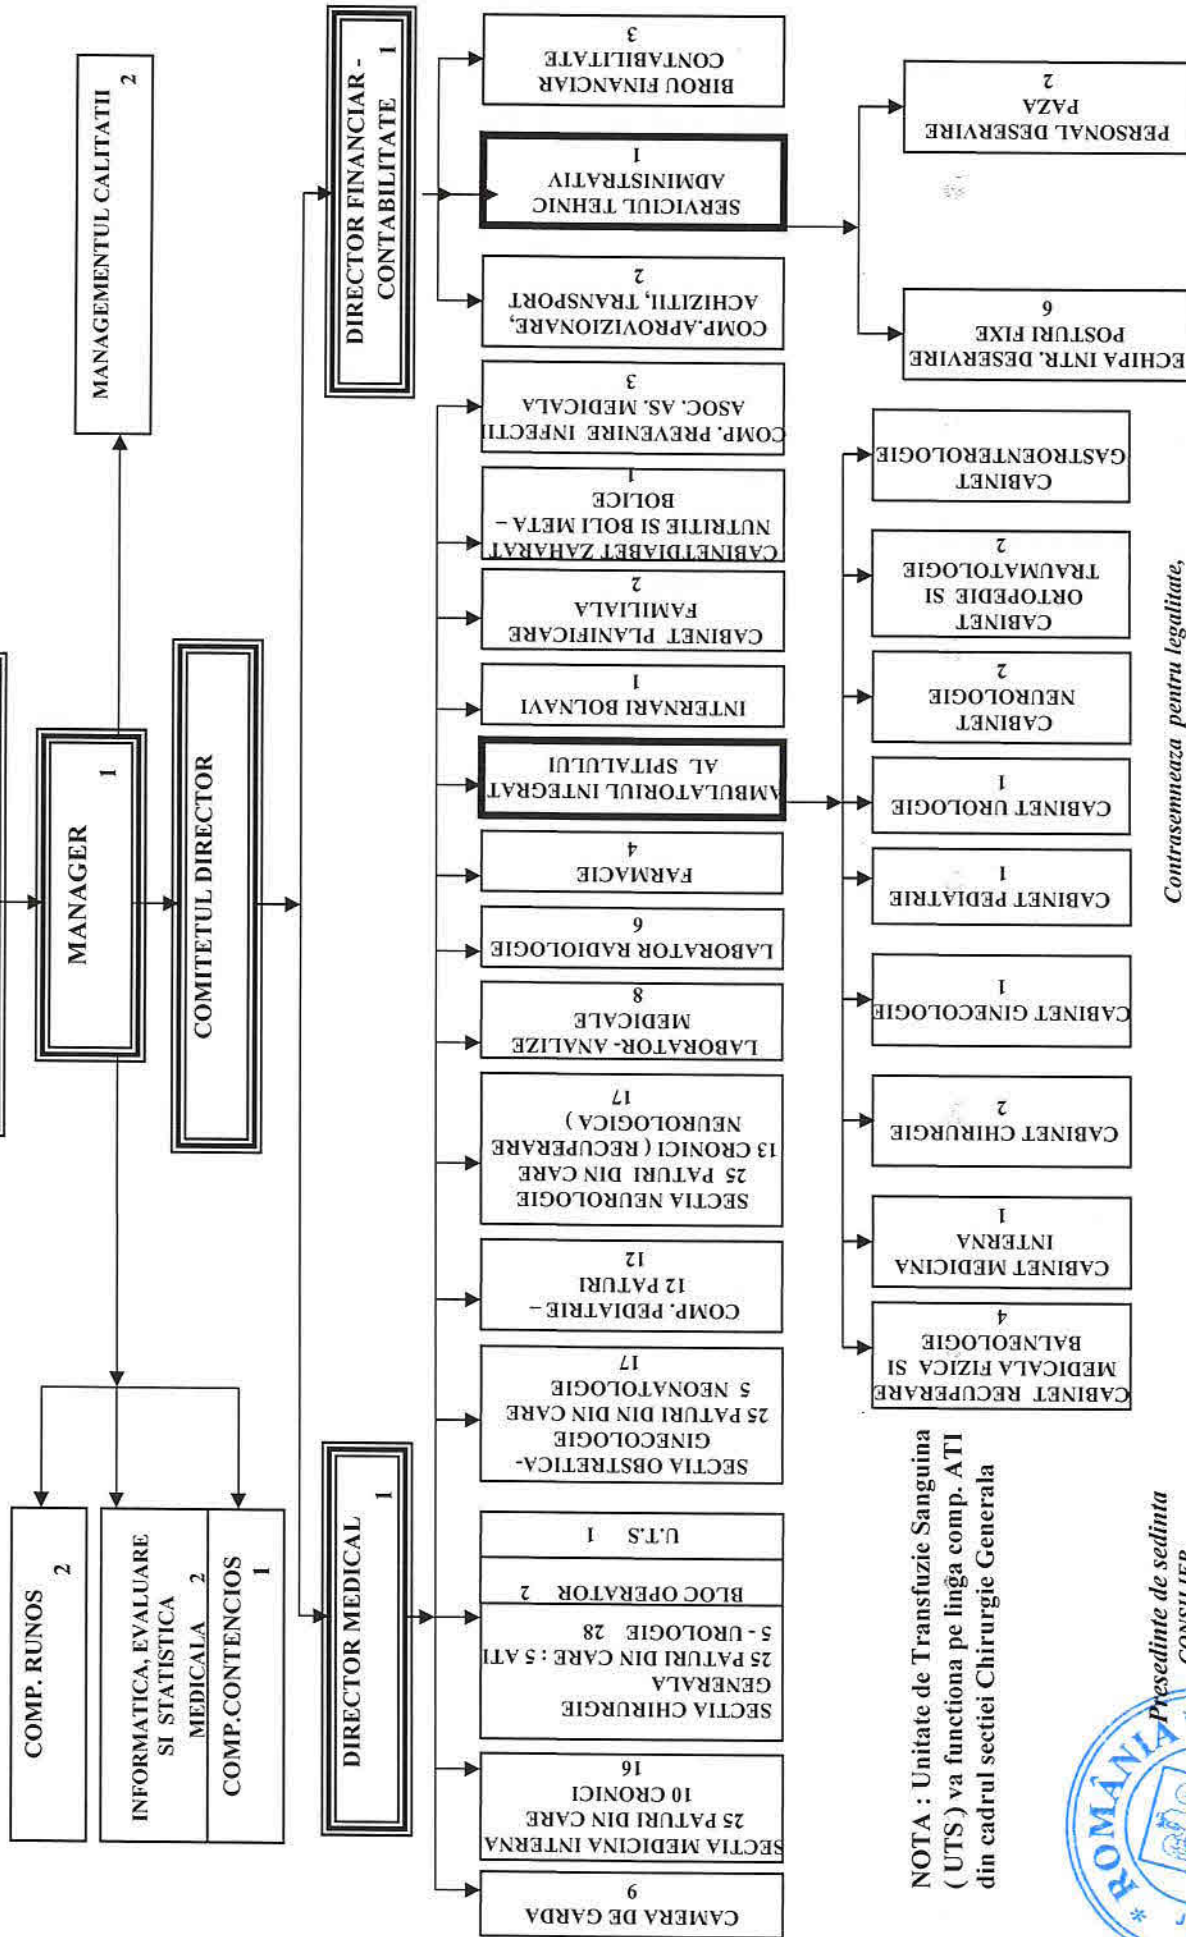 MANAGER
1
MANAGEMENTUL CALITATII
2
COMITETUL DIRECTOR
COMP. RUNOS
2
INFORMATICA, EVALUARE
SI STATISTICA
MEDICALA 2
COMP.CONTENCIOS
1
DIRECTOR MEDICAL
1
DIRECTOR FINANCIAR -
CONTABILITATE 1
CAMERA DE GARDA
9
SECTIA MEDICINA INTERNA
25 PATURI DIN CARE
10 CRONICI
16
SECTIA CHIRURGIE
GENERALA
25 PATURI DIN CARE : 5 ATI
5 - UROLOGIE 28
BLOC OPERATOR 2
U.T.S 1
SECTIA OBSTRETICA-
GINECOLOGIE
25 PATURI DIN DIN CARE
5 NEONATOLOGIE
17
COMP. PEDIATRIE –
12 PATURI
12
SECTIA NEUROLOGIE
25 PATURI DIN CARE
13 CRONICI ( RECUPERARE
NEUROLOGICA )
17
LABORATOR- ANALIZE
MEDICALE
8
LABORATOR RADIOLOGIE
6
FARMACIE
4
AMBULATORIUL INTEGRAT
AL SPITALULUI
INTERNARI BOLNAVI
1
CABINET PLANIFICARE
FAMILIALA
2
CABINETDIABET ZAHARAT
NUTRITIE SI BOLI META –
BOLICE
1
COMP. PREVENIRE INFECTII
ASOC. AS. MEDICALA
3
COMP.APROVIZIONARE,
ACHIZITII, TRANSPORT
2
SERVICIUL TEHNIC
ADMINISTRATIV
1
BIROU FINANCIAR
CONTABILITATE
3
CABINET RECUPERARE
MEDICALA FIZICA SI
BALNEOLOGIE
4
CABINET MEDICINA
INTERNA
1
CABINET CHIRURGIE
2
CABINET GINECOLOGIE
1
CABINET PEDIATRIE
1
CABINET UROLOGIE
1
CABINET
NEUROLOGIE
2
CABINET
ORTOPEDIE SI
TRAUMATOLOGIE
2
CABINET
GASTROENTEROLOGIE
ECHIPA INTR. DESERVIRE
POSTURI FIXE
6
PERSONAL DESERVIRE
PAZA
2
NOTA : Unitate de Transfuzie Sanguina
( UTS ) va functiona pe linga comp. ATI
din cadrul sectiei Chirurgie Generala
Presedinte de sedinta
CONSILIER
Contrasemneaza pentru legalitate,
* ROMÂNIA *